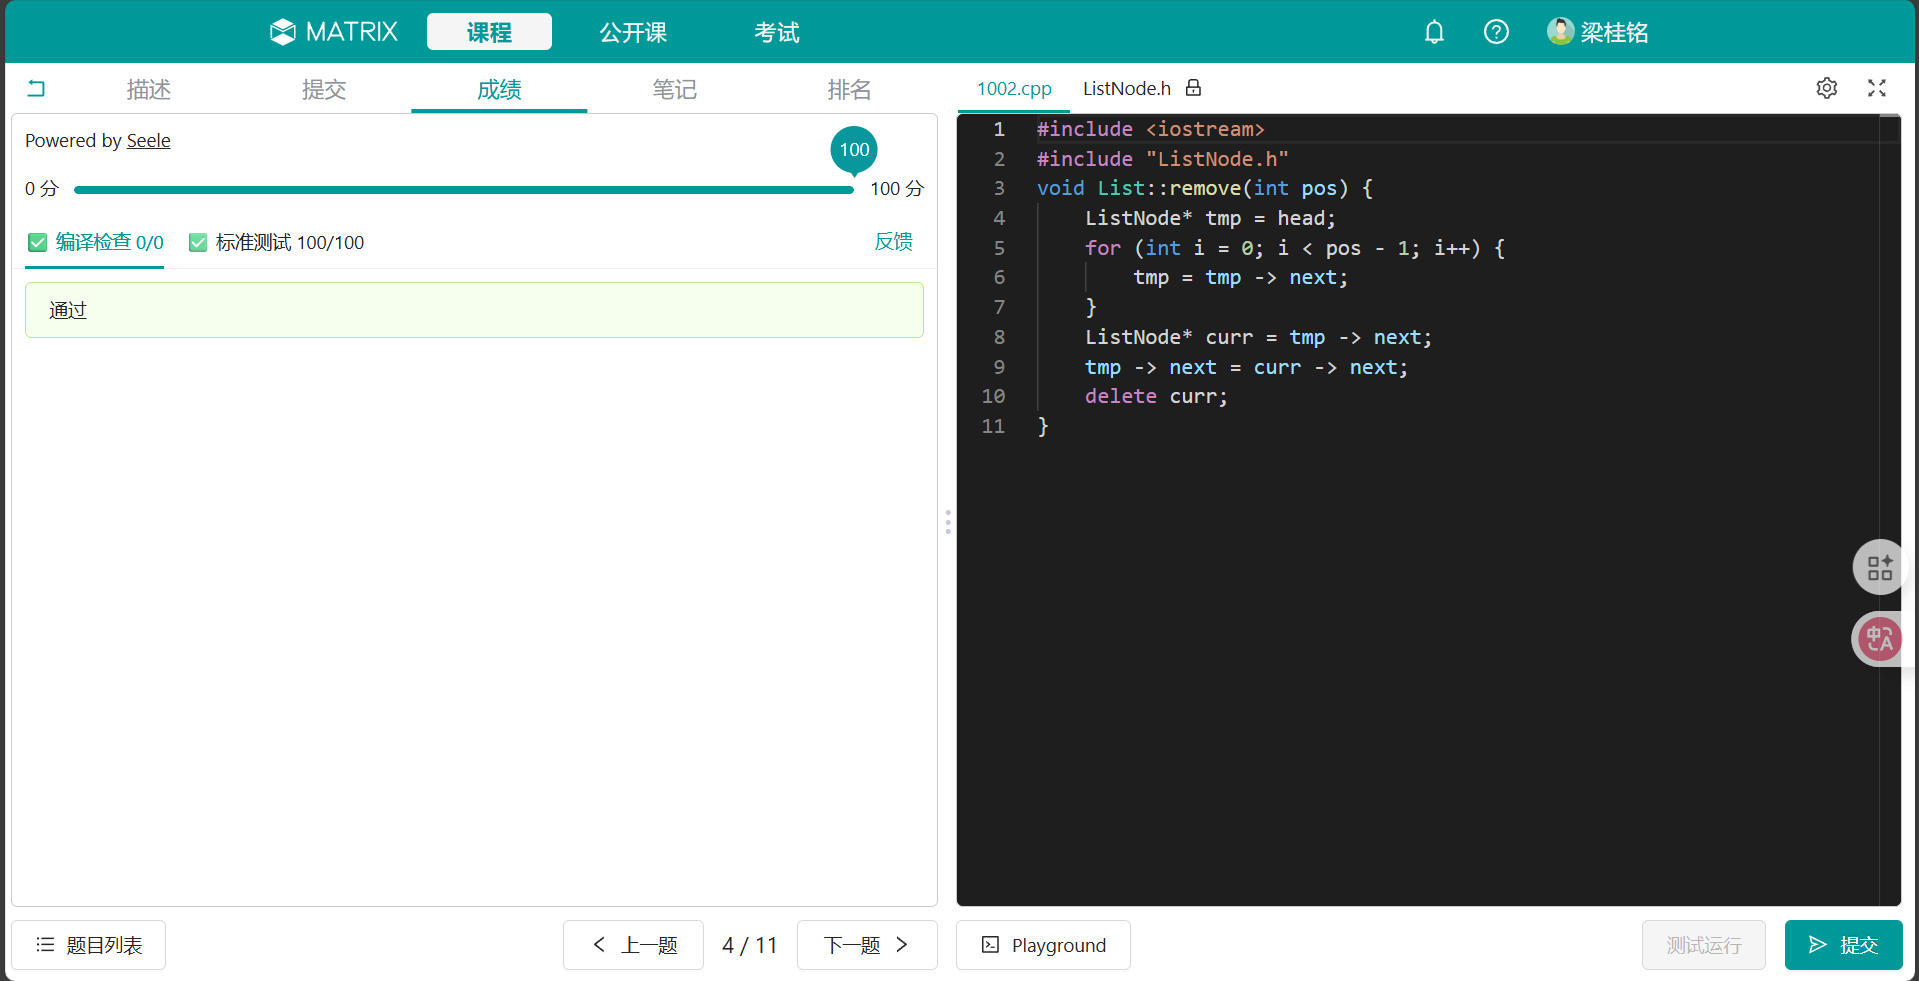 MATRIX 课程 公开课 考试 梁桂铭
描述 提交 成绩 笔记 排名
Powered by Seele
100
0 分 100 分
编译检查 0/0 标准测试 100/100 反馈
通过
1002.cpp ListNode.h
1 #include <iostream>
2 #include "ListNode.h"
3 void List::remove(int pos) {
4     ListNode* tmp = head;
5     for (int i = 0; i < pos - 1; i++) {
6         tmp = tmp -> next;
7     }
8     ListNode* curr = tmp -> next;
9     tmp -> next = curr -> next;
10     delete curr;
11 }
中A
题目列表 上一题 4 / 11 下一题 Playground 测试运行 提交